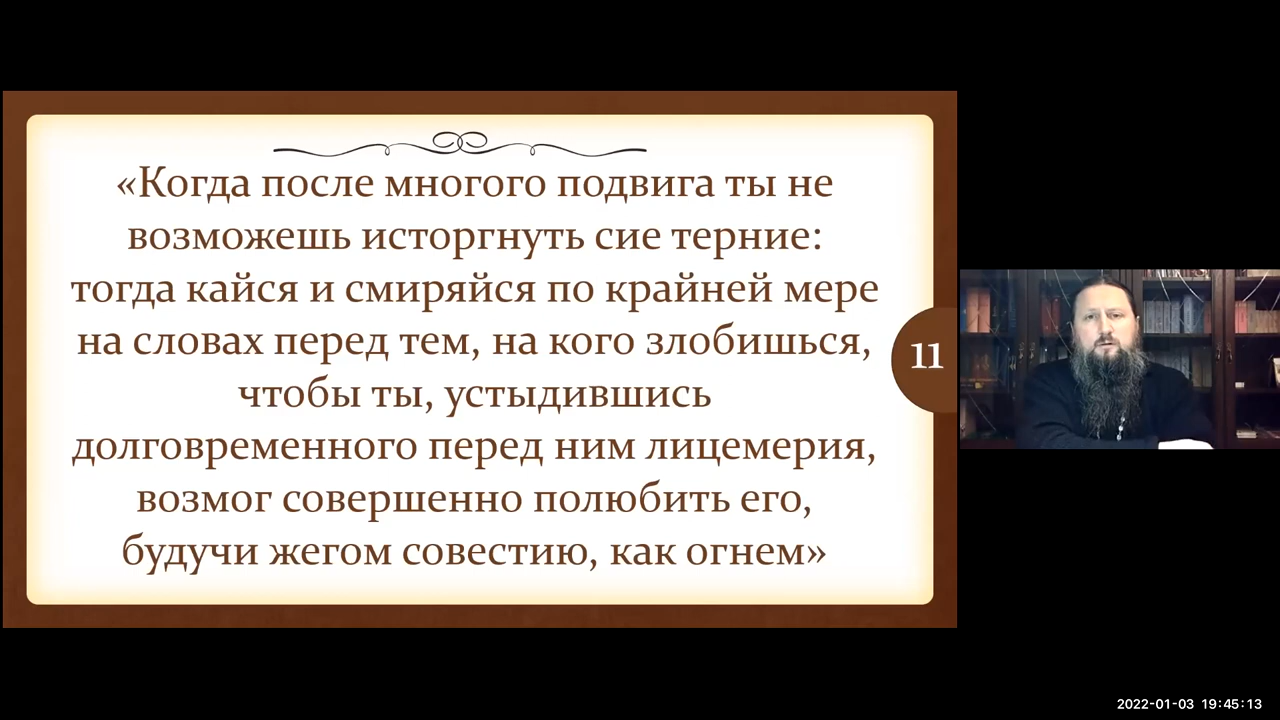 «Когда после многого подвига ты не
возможешь исторгнуть сие терние:
тогда кайся и смиряйся по крайней мере
на словах перед тем, на кого злобишься,
чтобы ты, устыдившись
долговременного перед ним лицемерия,
возмог совершенно полюбить его,
будучи жегом совестию, как огнем»
11
2022-01-03 19:45:13